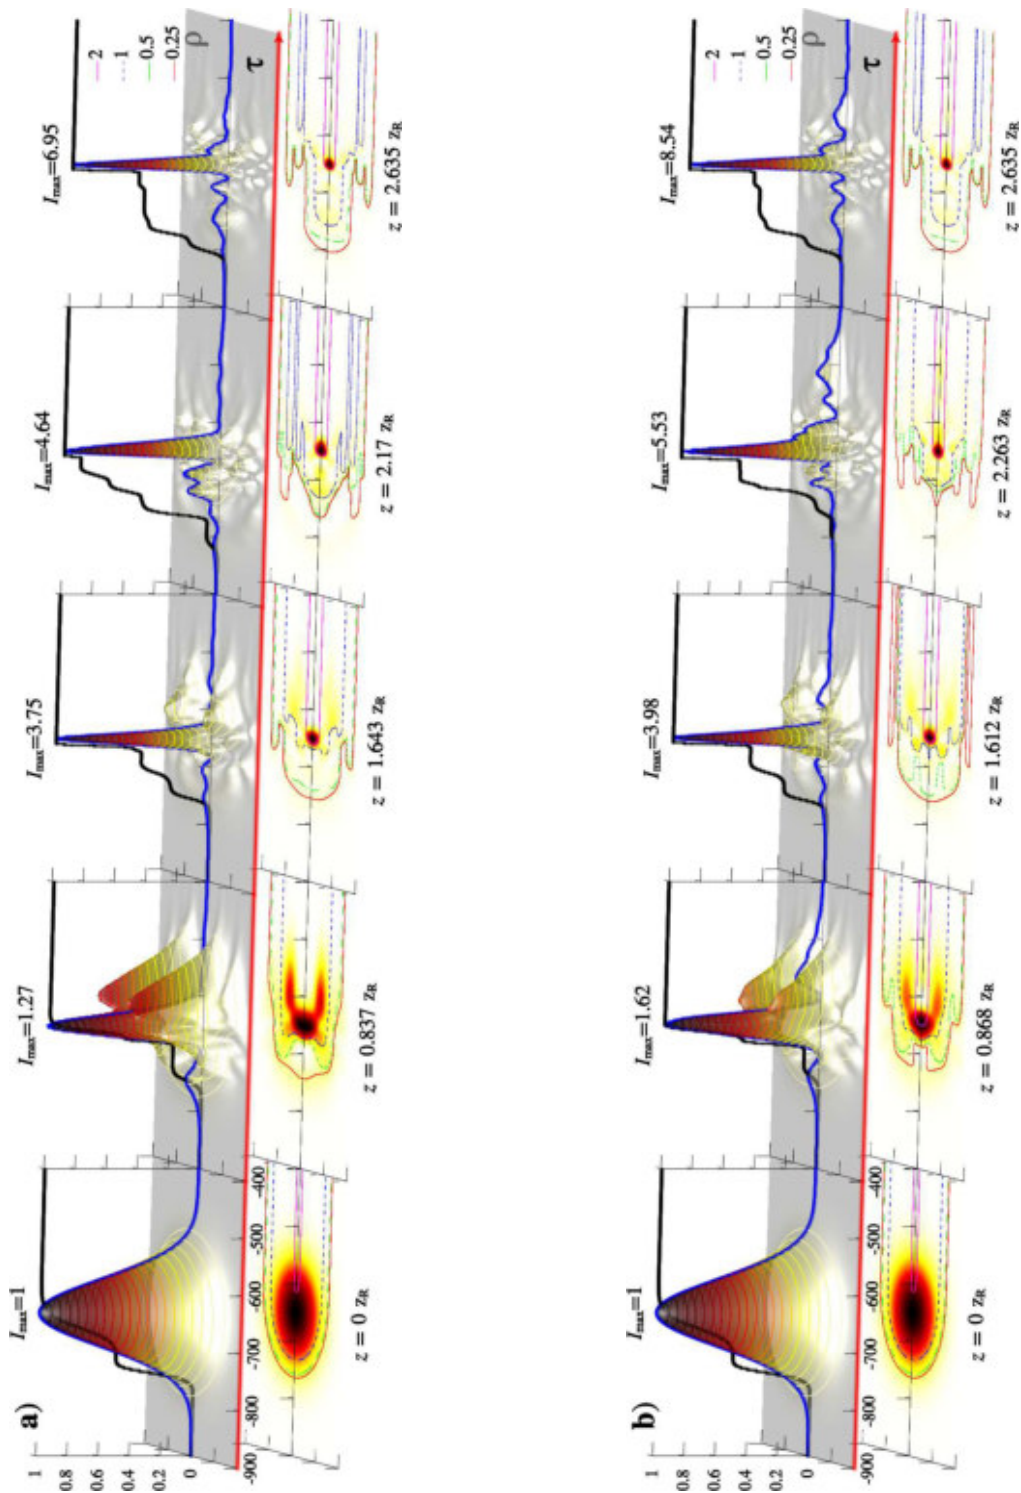 a)
I_max=1
I_max=1.27
I_max=3.75
I_max=4.64
I_max=6.95
1
0.8
0.6
0.4
0.2
0
-900
-800
-700
-600
-500
-400
2
1
0.5
0.25
ρ
τ
z = 0 z_R
z = 0.837 z_R
z = 1.643 z_R
z = 2.17 z_R
z = 2.635 z_R
b)
I_max=1
I_max=1.62
I_max=3.98
I_max=5.53
I_max=8.54
1
0.8
0.6
0.4
0.2
0
-900
-800
-700
-600
-500
-400
2
1
0.5
0.25
ρ
τ
z = 0 z_R
z = 0.868 z_R
z = 1.612 z_R
z = 2.263 z_R
z = 2.635 z_R